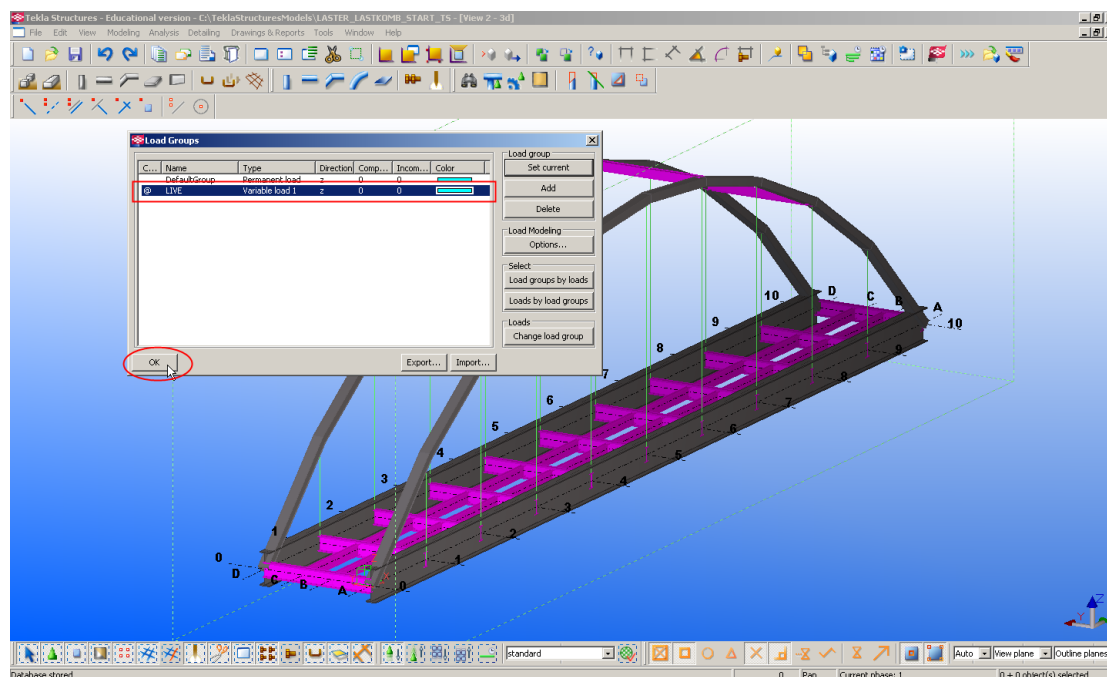 Tekla Structures - Educational version - C:\TeklaStructuresModels\LASTER_LASTKOMB_START_TS - [View 2 - 3d]
File Edit View Modeling Analysis Detailing Drawings & Reports Tools Window Help
Load Groups
C... Name Type Direction Comp... Incom... Color
DefaultGroup Permanent load z 0 0
@ LIVE Variable load 1 z 0 0
Load group
Set current
Add
Delete
Load Modeling
Options...
Select
Load groups by loads
Loads by load groups
Loads
Change load group
OK
Export...
Import...
10 D C B A
10
9 9
8 8
7 7
6 6
5 5
4 4
3 3
2 2
1 1
0 0
D C B A
Z
Y
standard
Auto
View plane
Outline planes
Database stored
0 Pan Current phase: 1 0 + 0 object(s) selected